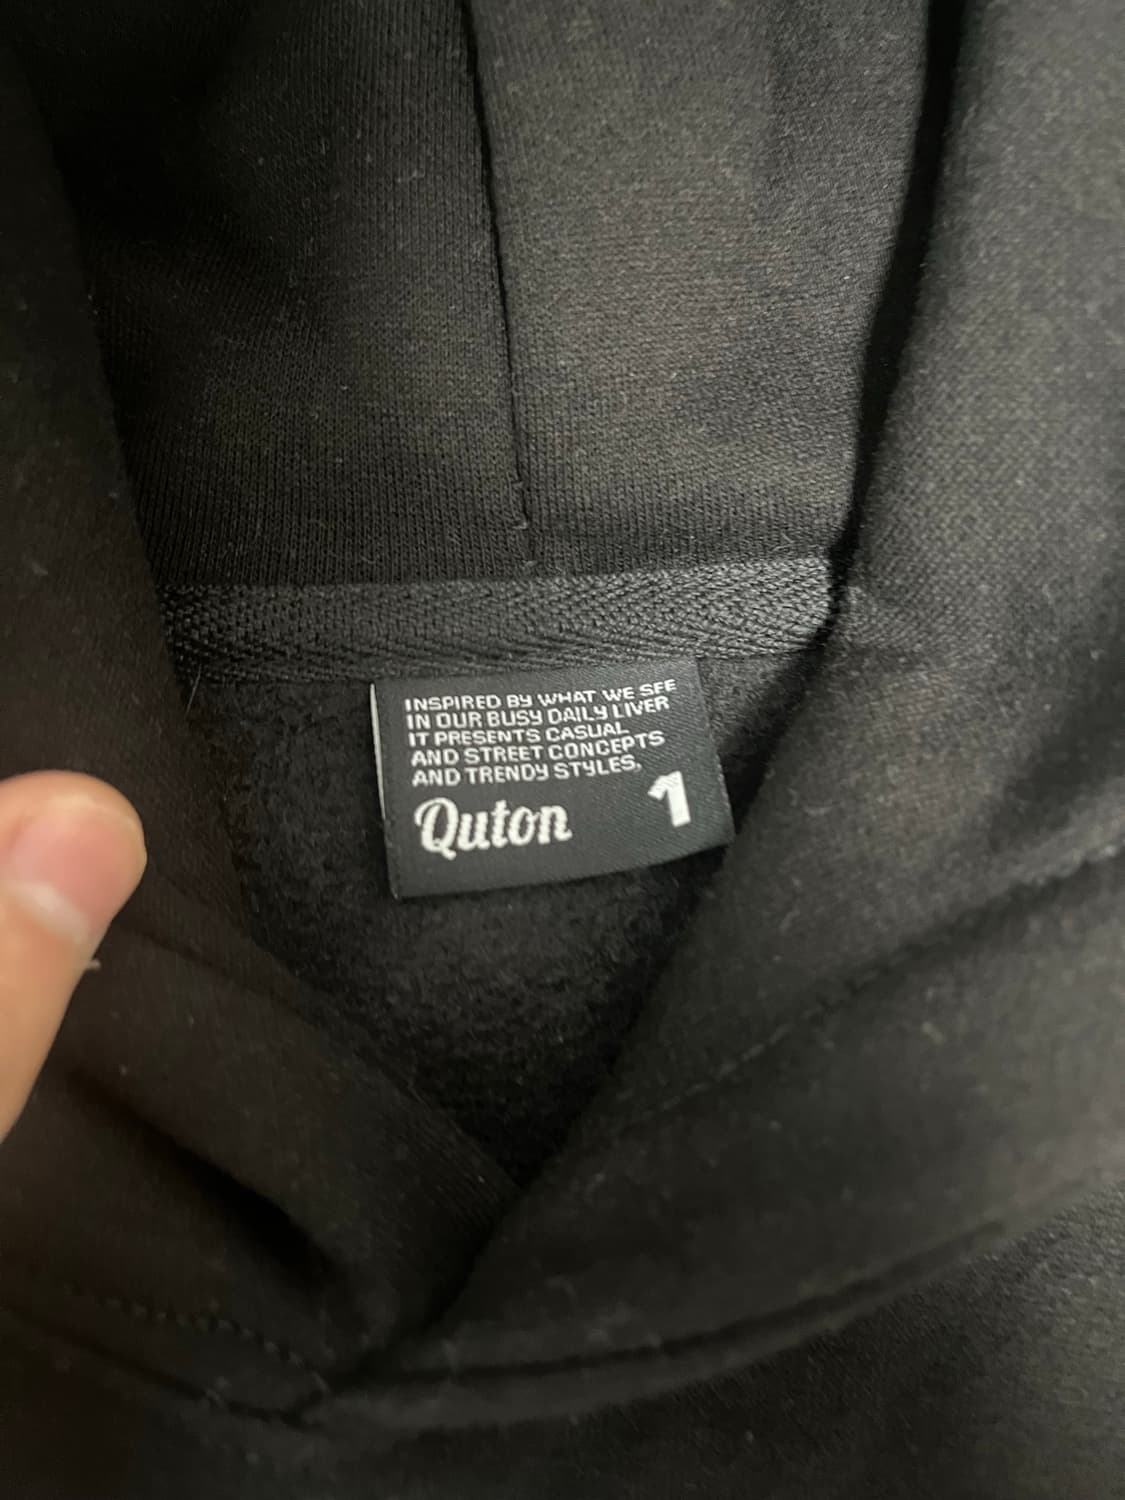 INSPIRED BY WHAT WE SEE
IN OUR BUSY DAILY LIVER
IT PRESENTS CASUAL
AND STREET CONCEPTS
AND TRENDY STYLES.
Quton 1